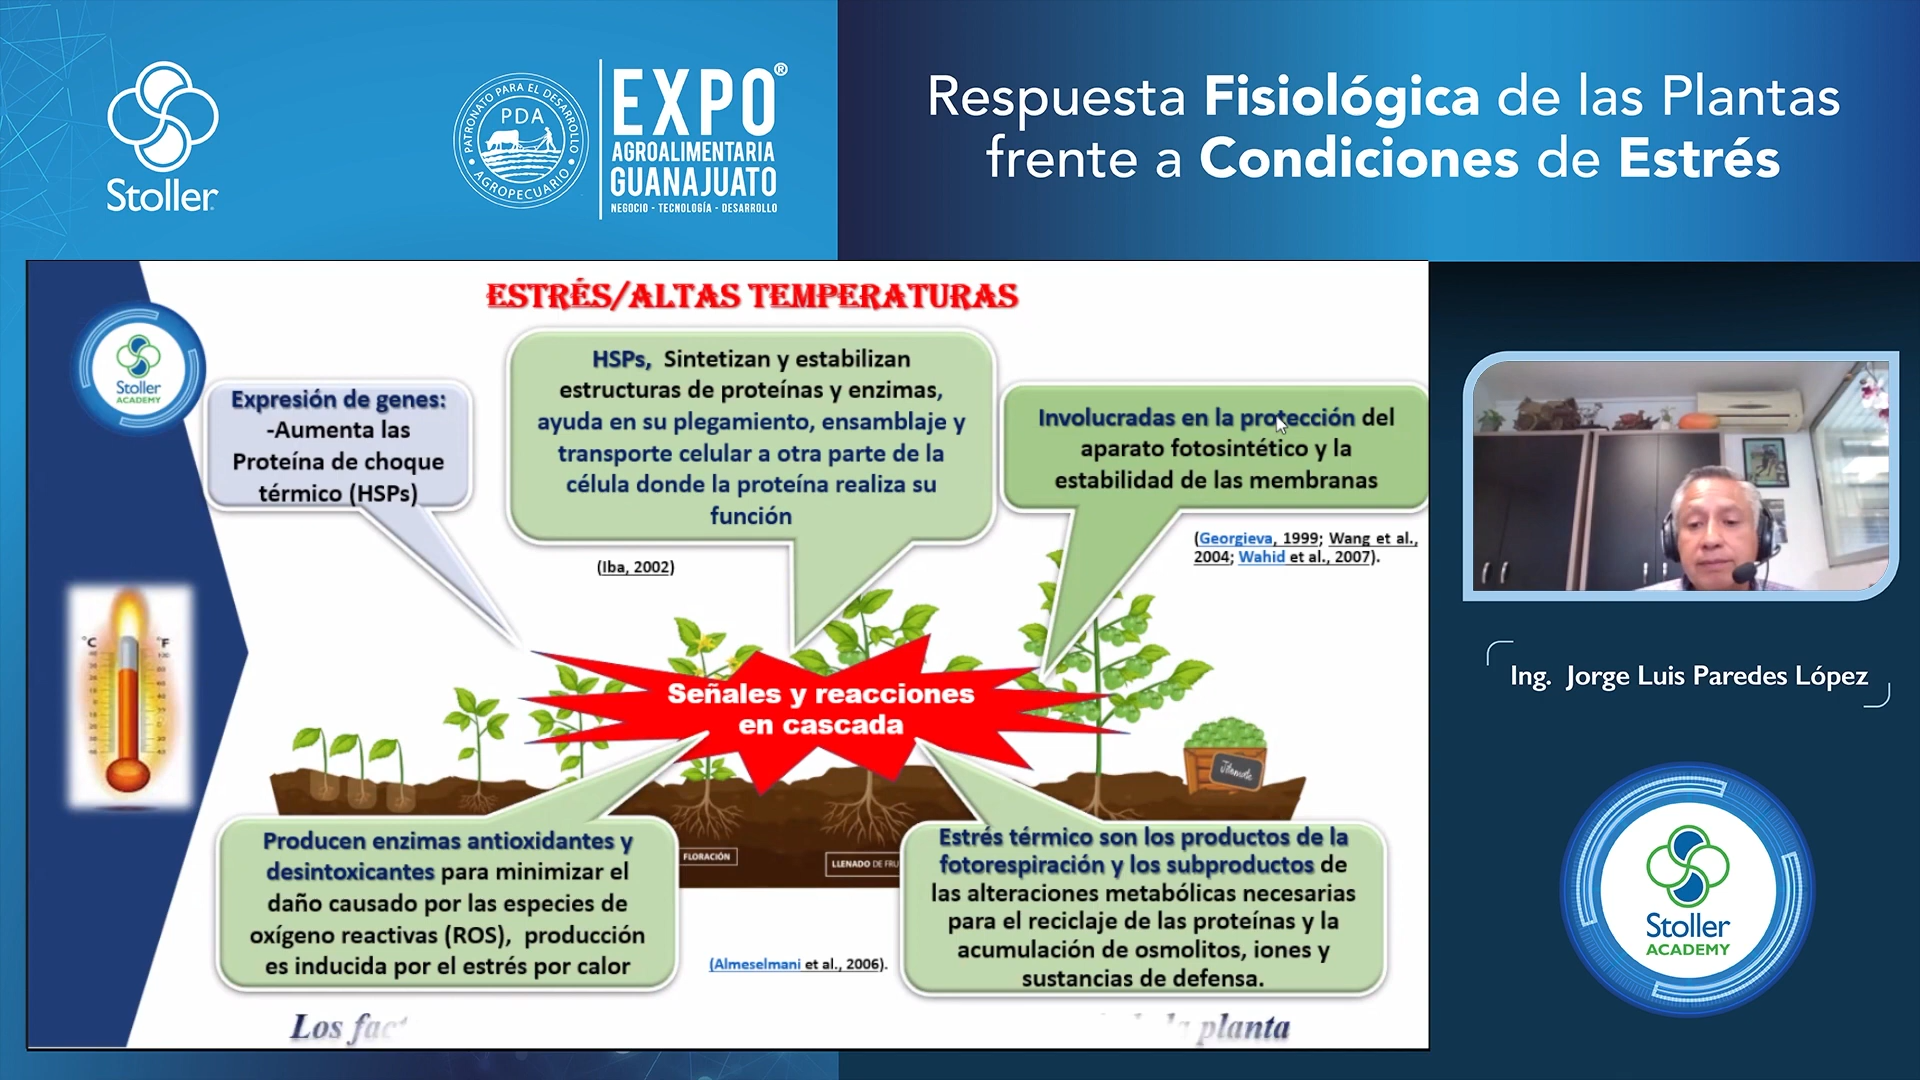 Stoller
PATRONATO PARA EL DESARROLLO
PDA
AGROPECUARIO
EXPO®
AGROALIMENTARIA
GUANAJUATO
NEGOCIO - TECNOLOGÍA - DESARROLLO
Respuesta Fisiológica de las Plantas
frente a Condiciones de Estrés
ESTRÉS/ALTAS TEMPERATURAS
Stoller
ACADEMY
Expresión de genes:
-Aumenta las
Proteína de choque
térmico (HSPs)
HSPs, Sintetizan y estabilizan
estructuras de proteínas y enzimas,
ayuda en su plegamiento, ensamblaje y
transporte celular a otra parte de la
célula donde la proteína realiza su
función
(Iba, 2002)
Involucradas en la protección del
aparato fotosintético y la
estabilidad de las membranas
(Georgieva, 1999; Wang et al.,
2004; Wahid et al., 2007).
°C °F
Señales y reacciones
en cascada
Producen enzimas antioxidantes y
desintoxicantes para minimizar el
daño causado por las especies de
oxígeno reactivas (ROS), producción
es inducida por el estrés por calor
FLORACIÓN
LLENADO DE FRU
(Almeselmani et al., 2006).
Estrés térmico son los productos de la
fotorespiración y los subproductos de
las alteraciones metabólicas necesarias
para el reciclaje de las proteínas y la
acumulación de osmolitos, iones y
sustancias de defensa.
Los fact
la planta
Ing. Jorge Luis Paredes López
Stoller
ACADEMY